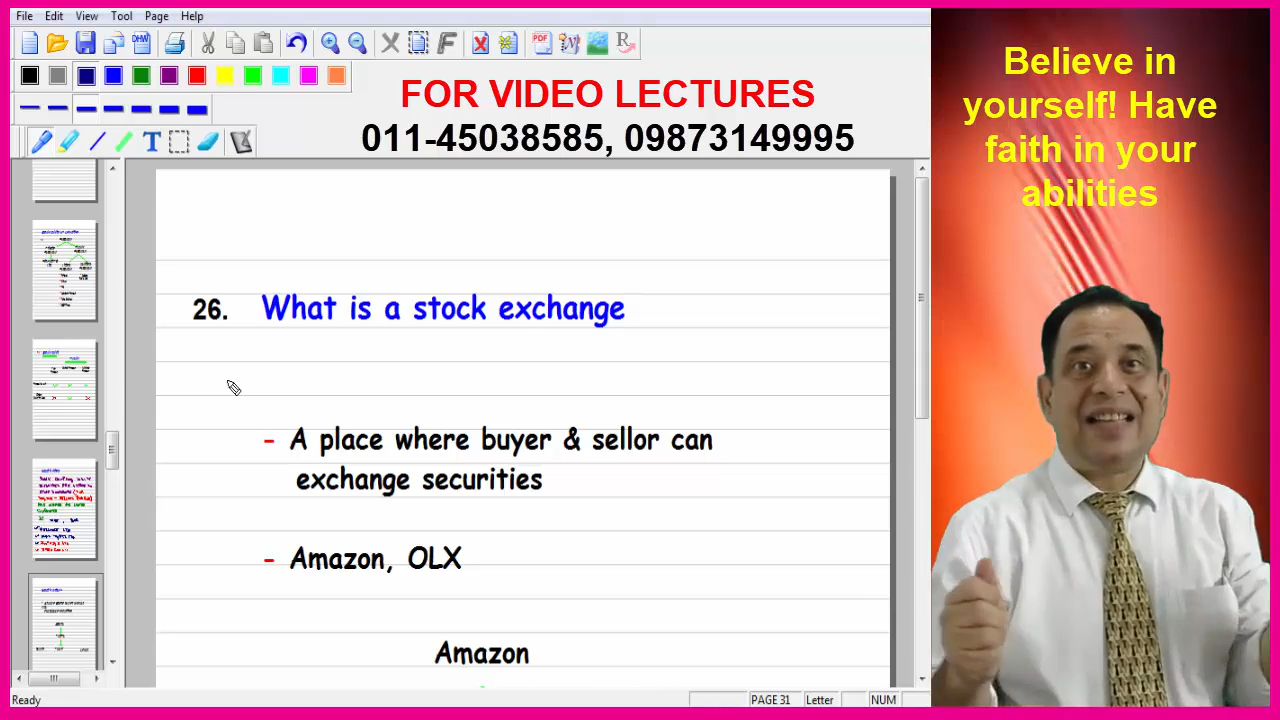 File Edit View Tool Page Help
FOR VIDEO LECTURES
011-45038585, 09873149995
26. What is a stock exchange
- A place where buyer & sellor can
exchange securities
- Amazon, OLX
Amazon
Ready
PAGE 31 Letter NUM
Believe in
yourself! Have
faith in your
abilities